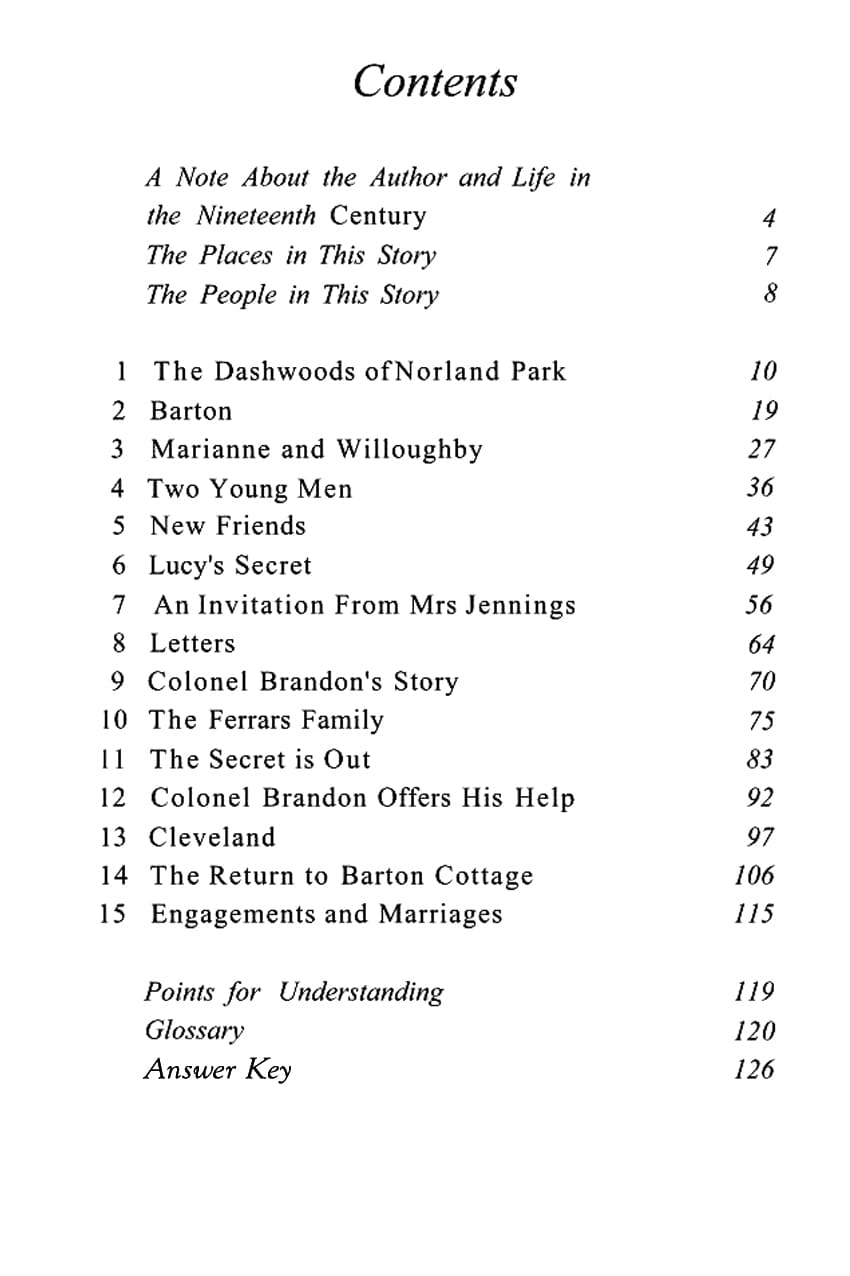 Contents
A Note About the Author and Life in
the Nineteenth Century 4
The Places in This Story 7
The People in This Story 8
1 The Dashwoods ofNorland Park 10
2 Barton 19
3 Marianne and Willoughby 27
4 Two Young Men 36
5 New Friends 43
6 Lucy's Secret 49
7 An Invitation From Mrs Jennings 56
8 Letters 64
9 Colonel Brandon's Story 70
10 The Ferrars Family 75
11 The Secret is Out 83
12 Colonel Brandon Offers His Help 92
13 Cleveland 97
14 The Return to Barton Cottage 106
15 Engagements and Marriages 115
Points for Understanding 119
Glossary 120
Answer Key 126